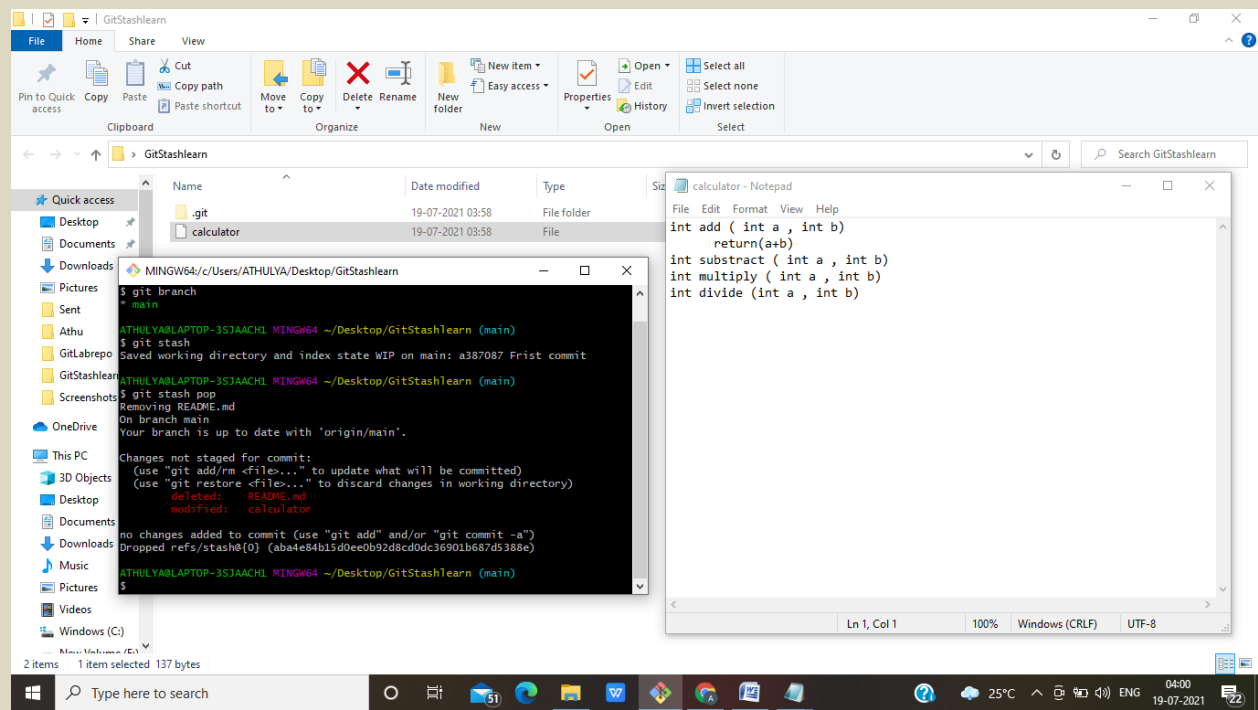 GitStashlearn
File Home Share View
Pin to Quick access
Copy
Paste
Cut
Copy path
Paste shortcut
Clipboard
Move to
Copy to
Delete
Rename
Organize
New folder
New item
Easy access
New
Properties
Open
Edit
History
Open
Select all
Select none
Invert selection
Select
GitStashlearn
Search GitStashlearn
Quick access
Desktop
Documents
Downloads
Pictures
Sent
Athu
GitLabrepo
GitStashlearn
Screenshots
OneDrive
This PC
3D Objects
Desktop
Documents
Downloads
Music
Pictures
Videos
Windows (C:)
New Volume (E:)
Name Date modified Type Siz
.git 19-07-2021 03:58 File folder
calculator 19-07-2021 03:58 File
MINGW64:/c/Users/ATHULYA/Desktop/GitStashlearn
$ git branch
* main
ATHULYA@LAPTOP-3SJAACH1 MINGW64 ~/Desktop/GitStashlearn (main)
$ git stash
Saved working directory and index state WIP on main: a387087 Frist commit
ATHULYA@LAPTOP-3SJAACH1 MINGW64 ~/Desktop/GitStashlearn (main)
$ git stash pop
Removing README.md
On branch main
Your branch is up to date with 'origin/main'.
Changes not staged for commit:
(use "git add/rm <file>..." to update what will be committed)
(use "git restore <file>..." to discard changes in working directory)
deleted: README.md
modified: calculator
no changes added to commit (use "git add" and/or "git commit -a")
Dropped refs/stash@{0} (aba4e84b15d0ee0b92d8cd0dc36901b687d5388e)
ATHULYA@LAPTOP-3SJAACH1 MINGW64 ~/Desktop/GitStashlearn (main)
$
calculator - Notepad
File Edit Format View Help
int add ( int a , int b)
return(a+b)
int substract ( int a , int b)
int multiply ( int a , int b)
int divide (int a , int b)
Ln 1, Col 1 100% Windows (CRLF) UTF-8
2 items 1 item selected 137 bytes
Type here to search
51
25°C
ENG
04:00
19-07-2021
22